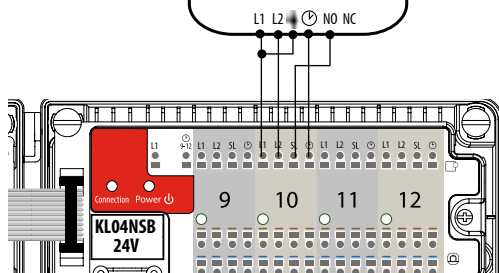 L1 L2 NO NC
L1 9-12 L1 L2 SL L1 L2 SL L1 L2 SL L1 L2 SL
Connection Power
9 10 11 12
KL04NSB
24V